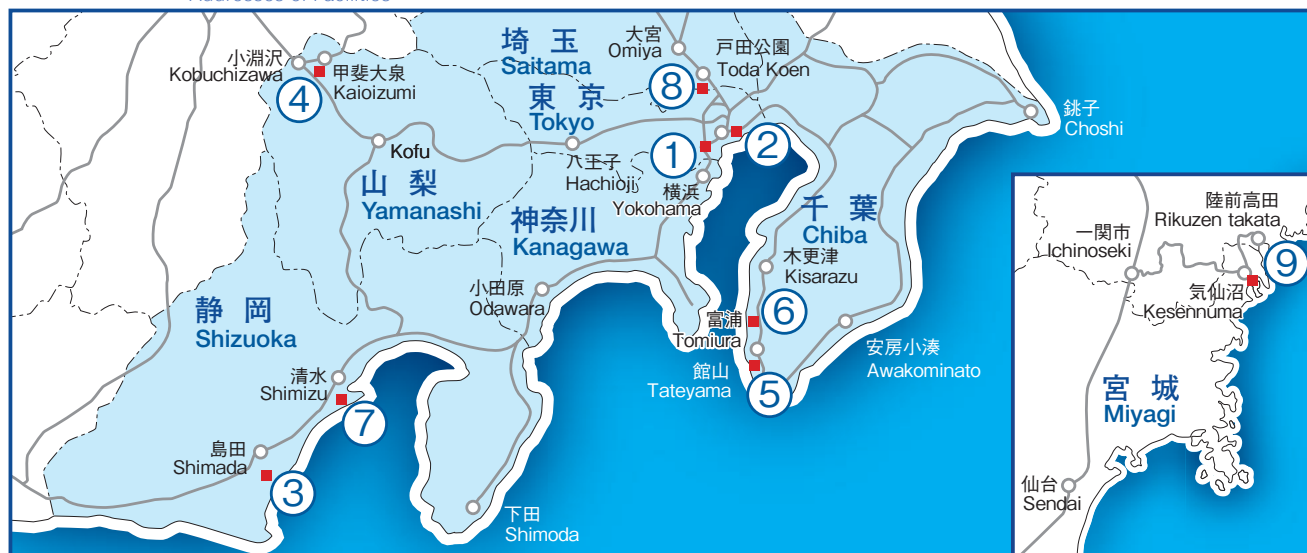 Addresses of Facilities
小淵沢
Kobuchizawa
甲斐大泉
Kaioizumi
④
埼玉
Saitama
大宮
Omiya
戸田公園
Toda Koen
⑧
東京
Tokyo
①
②
銚子
Choshi
Kofu
八王子
Hachioji
横浜
Yokohama
山梨
Yamanashi
神奈川
Kanagawa
千葉
Chiba
木更津
Kisarazu
小田原
Odawara
富浦
Tomiura
⑥
館山
Tateyama
⑤
安房小湊
Awakominato
静岡
Shizuoka
清水
Shimizu
⑦
島田
Shimada
③
下田
Shimoda
陸前高田
Rikuzen takata
一関市
Ichinoseki
⑨
気仙沼
Kesennuma
宮城
Miyagi
仙台
Sendai